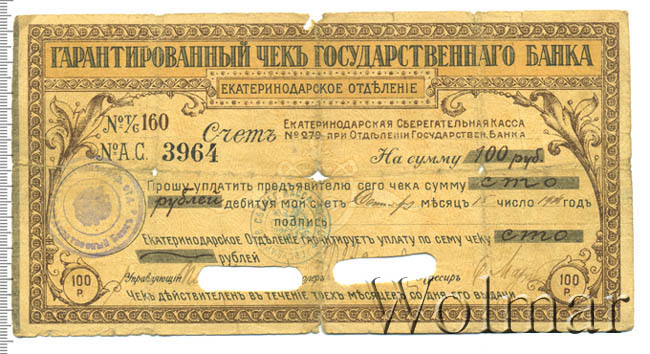 ГАРАНТИРОВАННЫЙ ЧЕКЪ ГОСУДАРСТВЕННАГО БАНКА
ЕКАТЕРИНОДАРСКОЕ ОТДѢЛЕНІЕ
№ Т/Б 160
№ А.С. 3964
Счетъ
ЕКАТЕРИНОДАРСКАЯ СБЕРЕГАТЕЛЬНАЯ КАССА
№ 279 ПРИ ОТДѢЛЕНІИ ГОСУДАРСТВЕН. БАНКА
На сумму 100 руб.
Прошу уплатить предъявителю сего чека сумму сто
рублей дебитуя мой счетъ мѣсяцъ 15 число годъ
подпись
Екатеринодарское Отдѣленіе гарантируетъ уплату по сему чеку сто
рублей
Управляющій
100 Р.
100 Р.
Чекъ дѣйствителенъ въ теченіе трехъ мѣсяцевъ со дня его выдачи
Wolmar